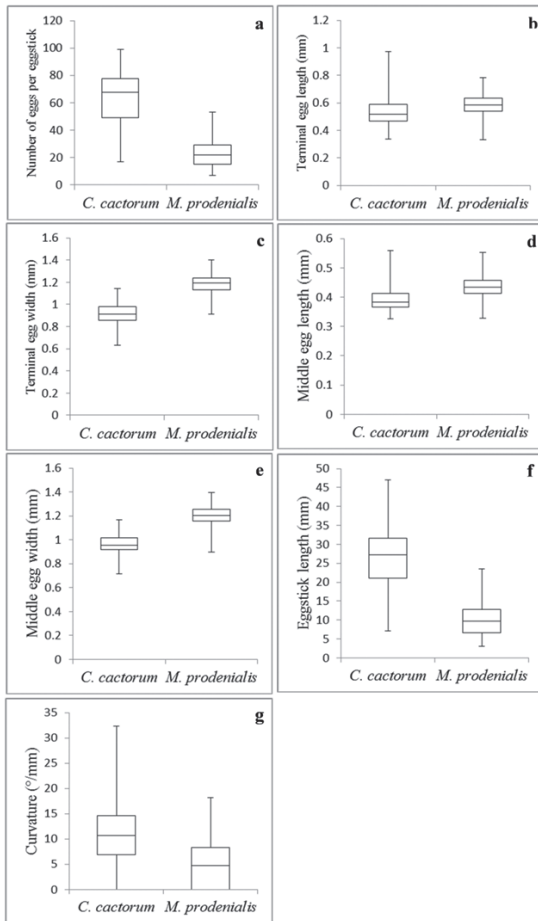 a
Number of eggs per eggstick
120
100
80
60
40
20
0
C. cactorum M. prodenialis
b
Terminal egg length (mm)
1.2
1
0.8
0.6
0.4
0.2
0
C. cactorum M. prodenialis
c
Terminal egg width (mm)
1.6
1.4
1.2
1
0.8
0.6
0.4
0.2
0
C. cactorum M. prodenialis
d
Middle egg length (mm)
0.6
0.5
0.4
0.3
0.2
0.1
0
C. cactorum M. prodenialis
e
Middle egg width (mm)
1.6
1.4
1.2
1
0.8
0.6
0.4
0.2
0
C. cactorum M. prodenialis
f
Eggstick length (mm)
50
45
40
35
30
25
20
15
10
5
0
C. cactorum M. prodenialis
g
Curvature (°/mm)
35
30
25
20
15
10
5
0
C. cactorum M. prodenialis